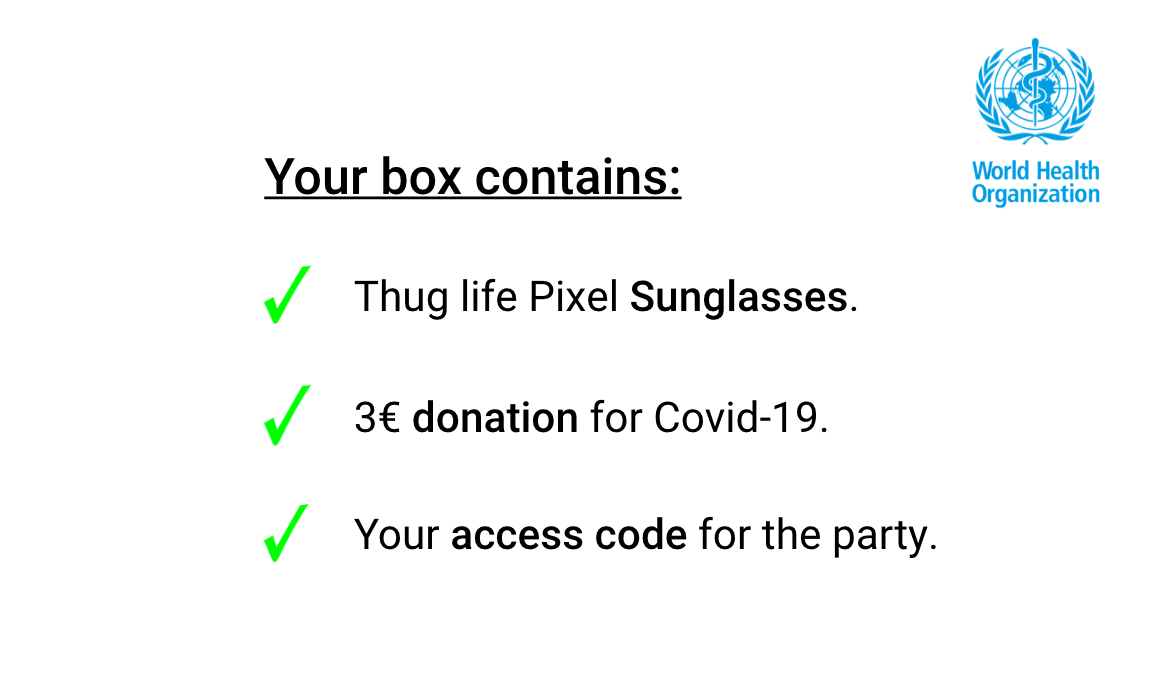 World Health
Organization
Your box contains:
Thug life Pixel Sunglasses.
3€ donation for Covid-19.
Your access code for the party.